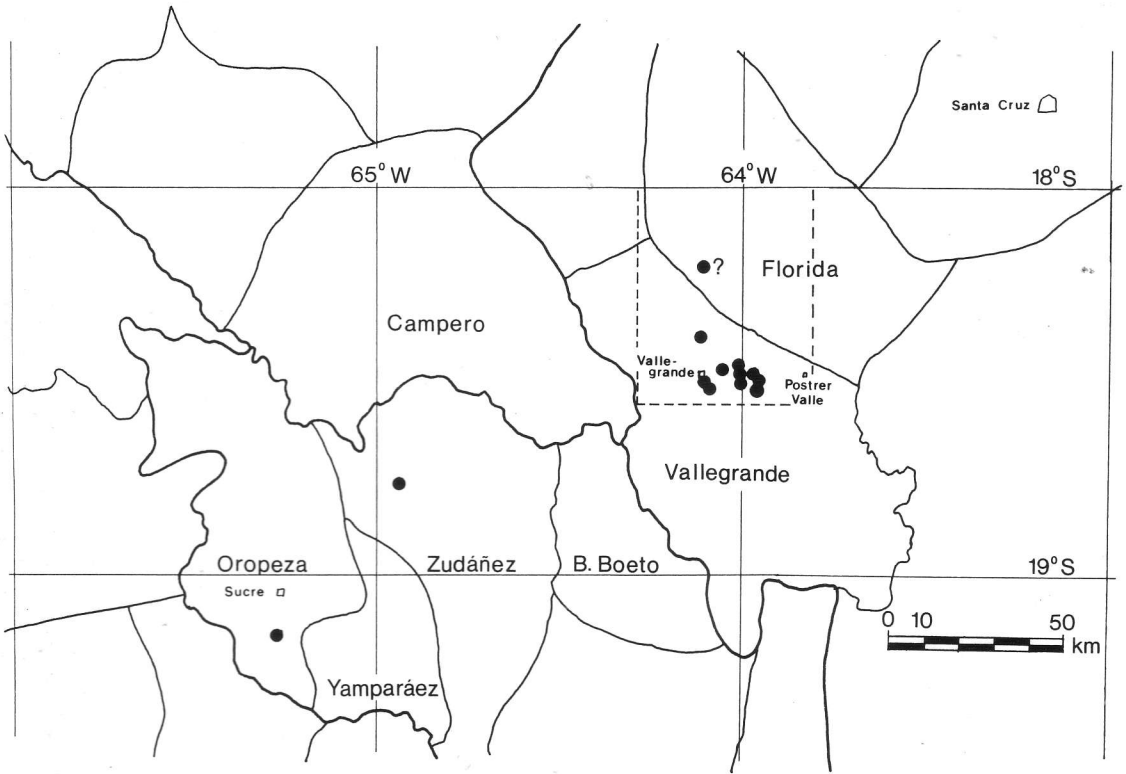 Santa Cruz
65°W
64°W
18°S
?
Florida
Campero
Valle-
grande
Postrer
Valle
Vallegrande
Oropeza
Zudáñez
B. Boeto
19°S
Sucre
0 10 50
km
Yamparáez